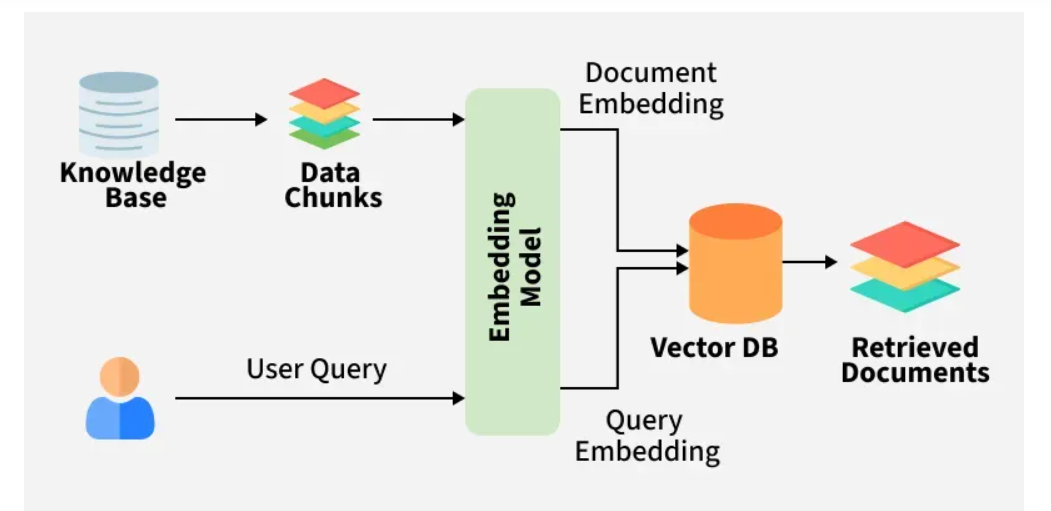 Document
Embedding
Knowledge
Base
Data
Chunks
Embedding
Model
Vector DB
Retrieved
Documents
User Query
Query
Embedding